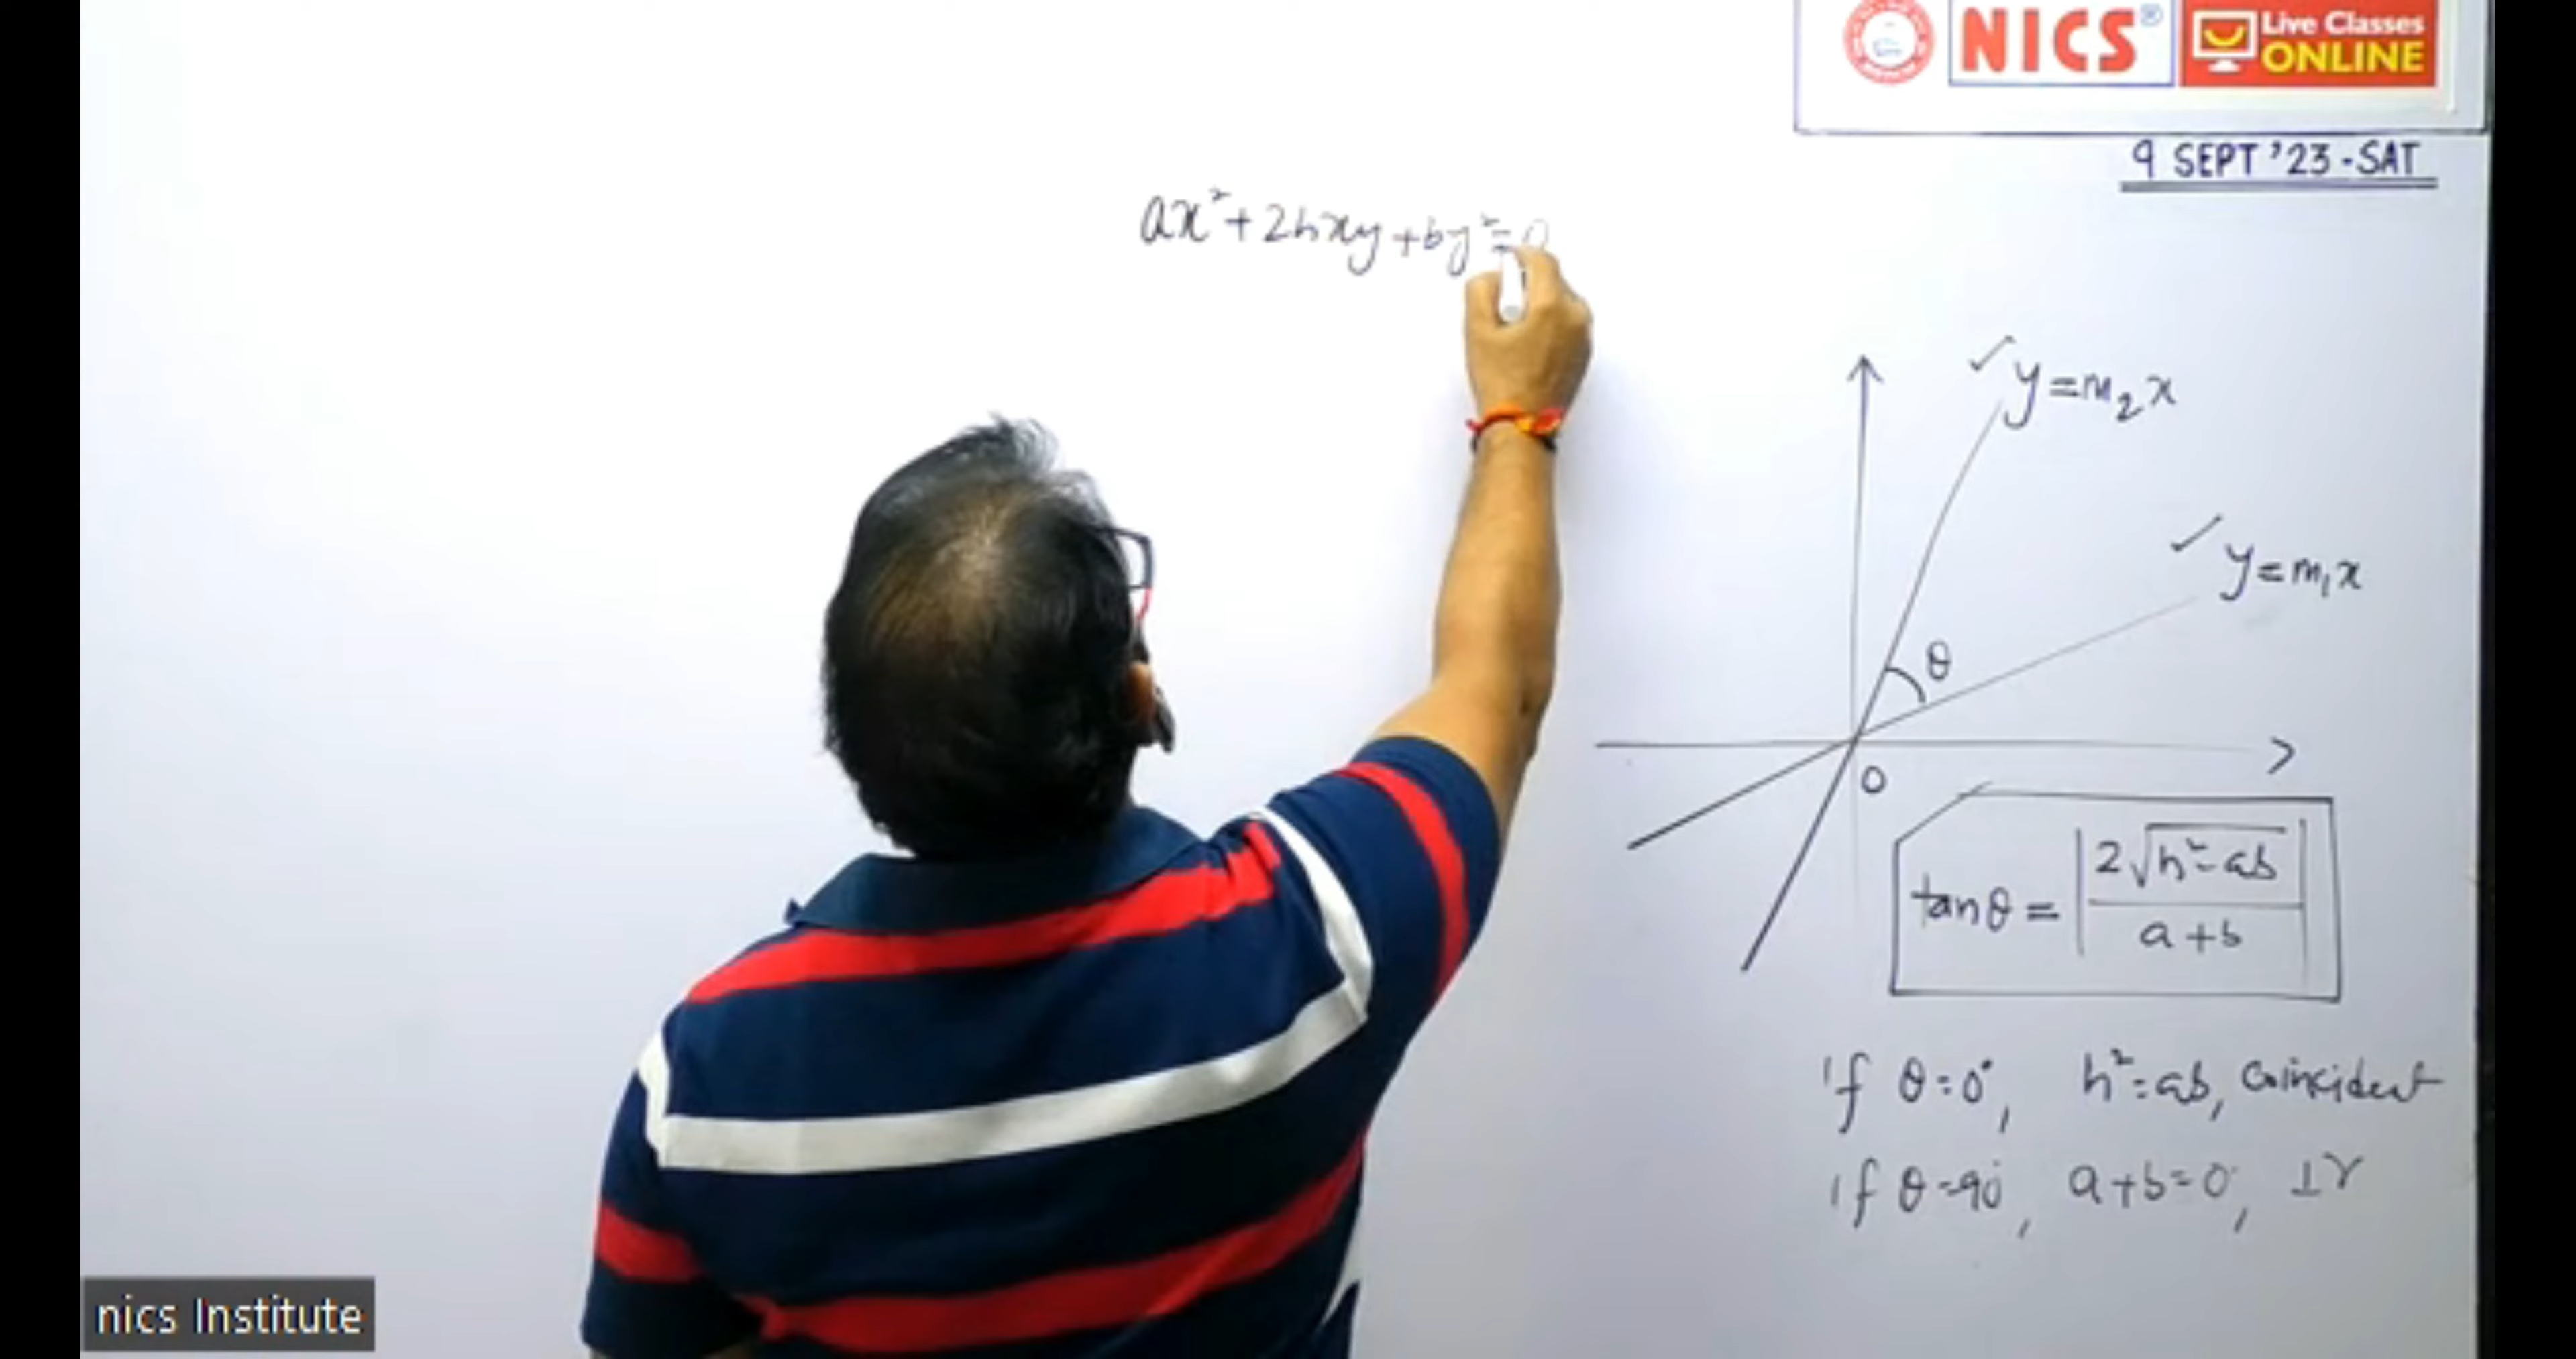 NICS®
Live Classes
ONLINE
9 SEPT '23 - SAT
ax² + 2hxy + by² = 0
y = m₂x
y = m₁x
θ
O
tanθ = |2√(h² - ab) / (a + b)|
If θ = 0°, h² = ab, Coincident
If θ = 90°, a + b = 0, ⊥r
nics Institute